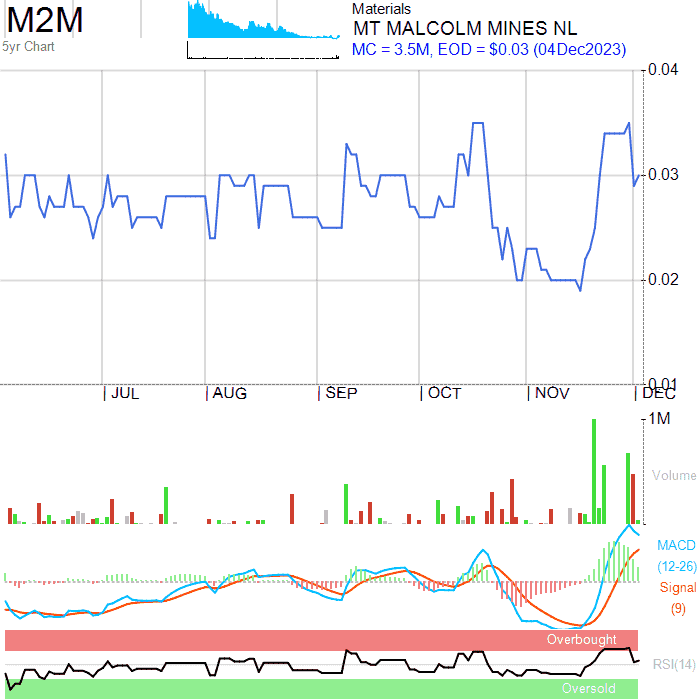 M2M
5yr Chart
Materials
MT MALCOLM MINES NL
MC = 3.5M, EOD = $0.03 (04Dec2023)
0.04
0.03
0.02
0.01
JUL AUG SEP OCT NOV DEC
1M
Volume
MACD
(12-26)
Signal
(9)
Overbought
RSI(14)
Oversold